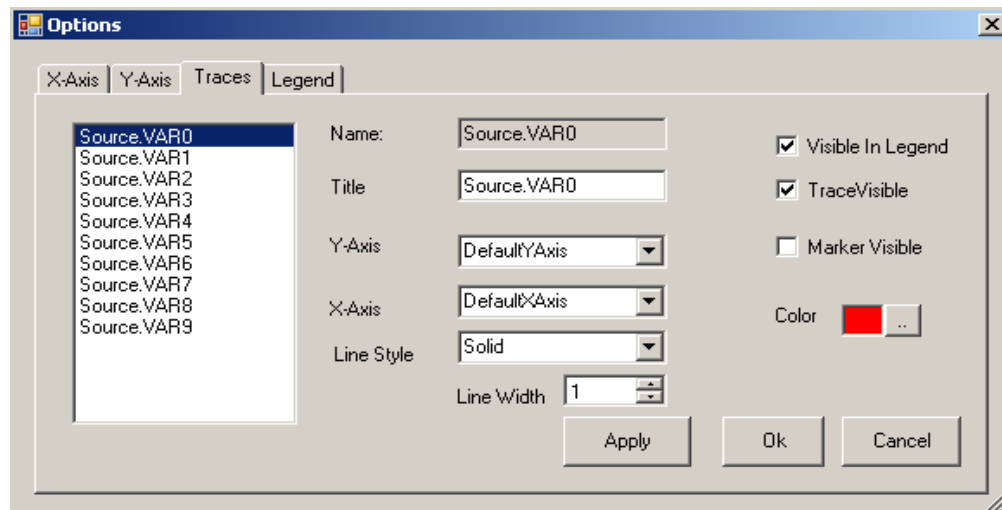 Options
X-Axis Y-Axis Traces Legend
Source.VAR0
Source.VAR1
Source.VAR2
Source.VAR3
Source.VAR4
Source.VAR5
Source.VAR6
Source.VAR7
Source.VAR8
Source.VAR9
Name: Source.VAR0
Title Source.VAR0
Y-Axis DefaultYAxis
X-Axis DefaultXAxis
Line Style Solid
Line Width 1
Visible In Legend
TraceVisible
Marker Visible
Color ..
Apply Ok Cancel